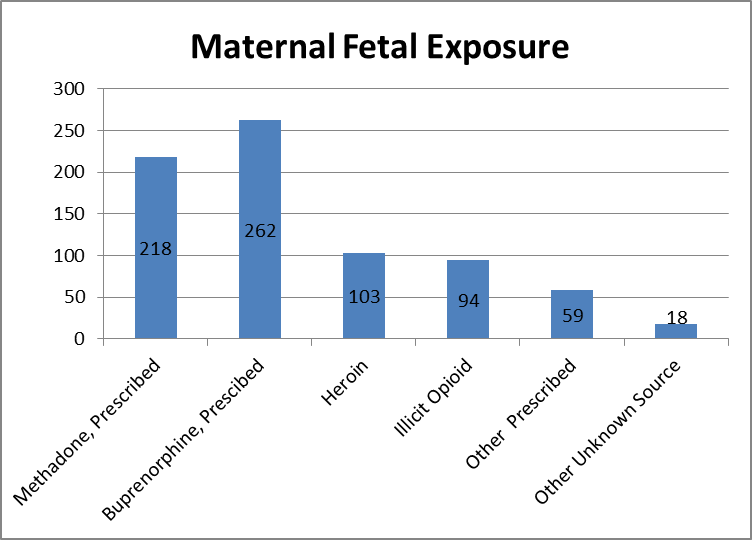 Maternal Fetal Exposure
300
250
200
150
100
50
0
218
262
103
94
59
18
Methadone, Prescribed
Buprenorphine, Prescibed
Heroin
Illicit Opioid
Other Prescribed
Other Unknown Source